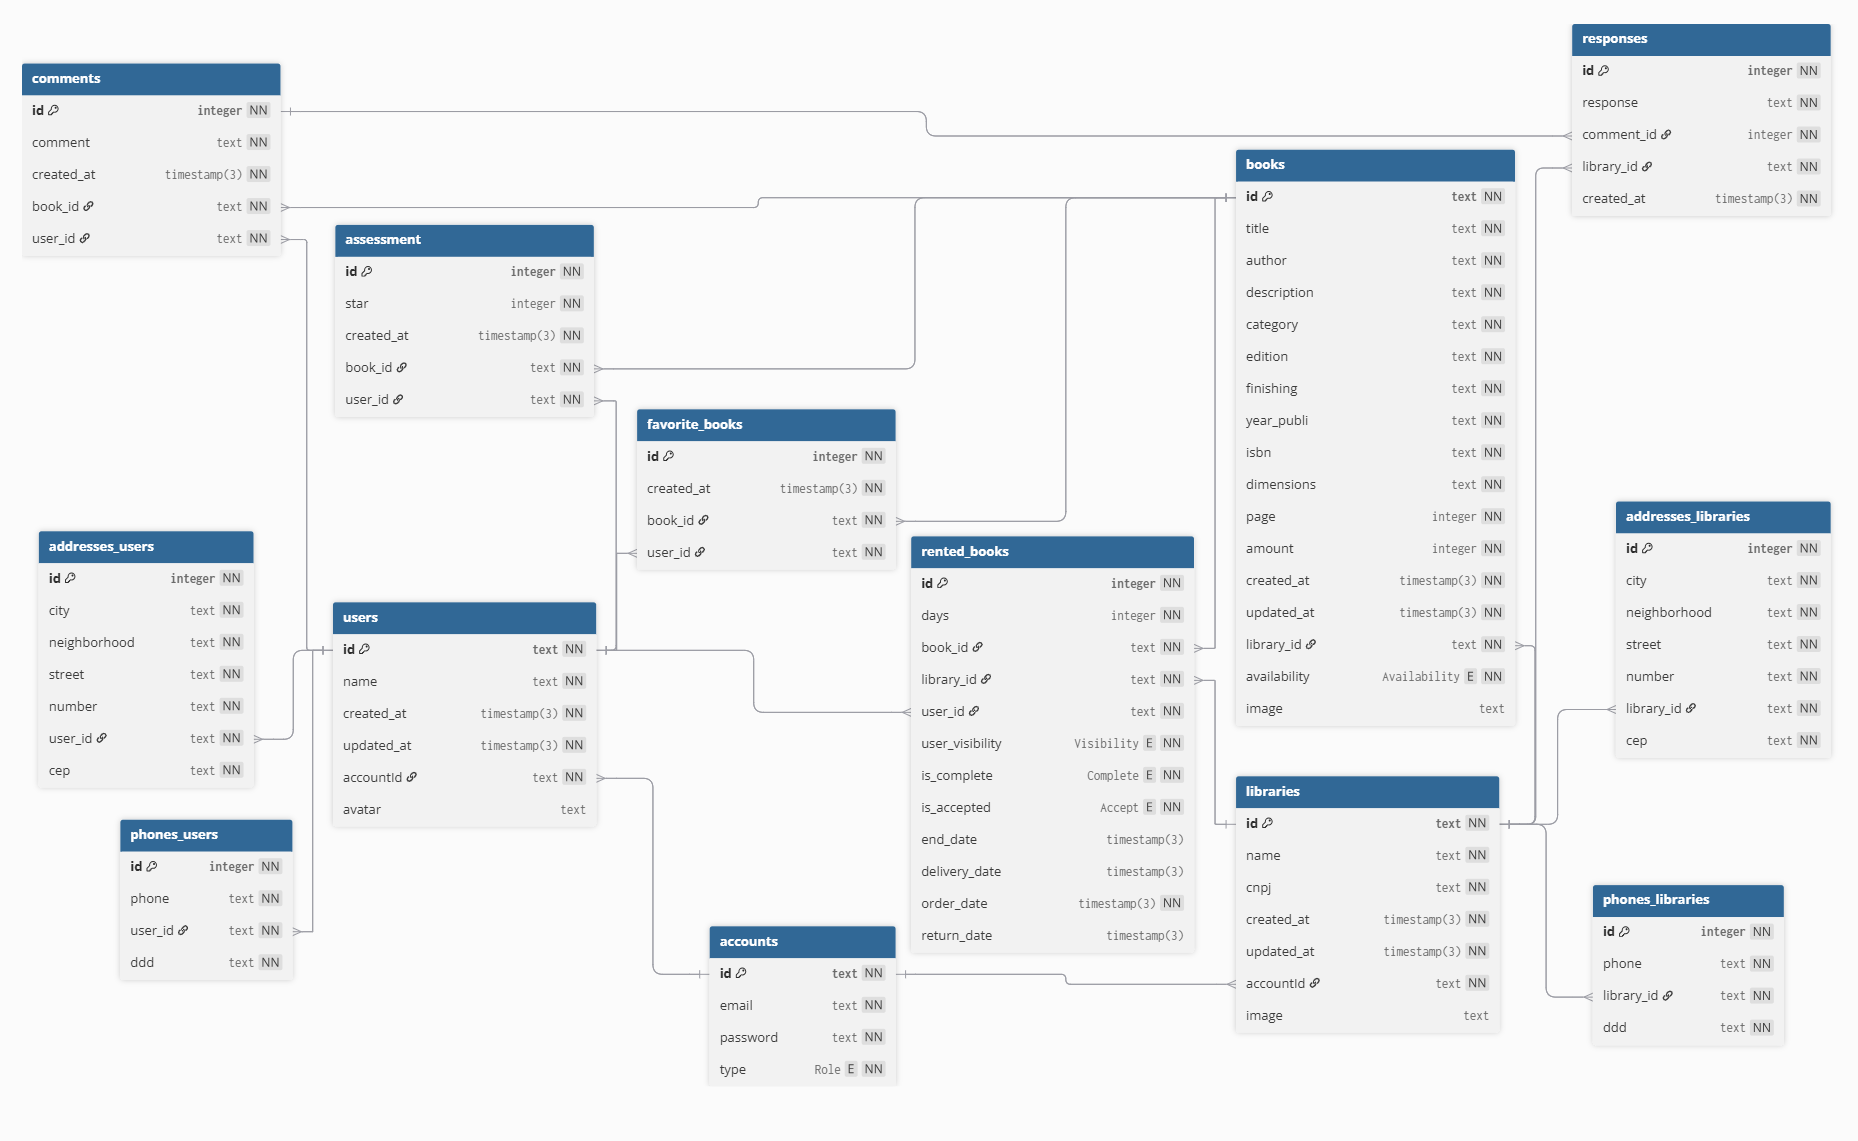 comments
id integer NN
comment text NN
created_at timestamp(3) NN
book_id text NN
user_id text NN
responses
id integer NN
response text NN
comment_id integer NN
library_id text NN
created_at timestamp(3) NN
books
id text NN
title text NN
author text NN
description text NN
category text NN
edition text NN
finishing text NN
year_publi text NN
isbn text NN
dimensions text NN
page integer NN
amount integer NN
created_at timestamp(3) NN
updated_at timestamp(3) NN
library_id text NN
availability Availability E NN
image text
assessment
id integer NN
star integer NN
created_at timestamp(3) NN
book_id text NN
user_id text NN
favorite_books
id integer NN
created_at timestamp(3) NN
book_id text NN
user_id text NN
addresses_users
id integer NN
city text NN
neighborhood text NN
street text NN
number text NN
user_id text NN
cep text NN
users
id text NN
name text NN
created_at timestamp(3) NN
updated_at timestamp(3) NN
accountId text NN
avatar text
rented_books
id integer NN
days integer NN
book_id text NN
library_id text NN
user_id text NN
user_visibility Visibility E NN
is_complete Complete E NN
is_accepted Accept E NN
end_date timestamp(3)
delivery_date timestamp(3)
order_date timestamp(3) NN
return_date timestamp(3)
addresses_libraries
id integer NN
city text NN
neighborhood text NN
street text NN
number text NN
library_id text NN
cep text NN
phones_users
id integer NN
phone text NN
user_id text NN
ddd text NN
libraries
id text NN
name text NN
cnpj text NN
created_at timestamp(3) NN
updated_at timestamp(3) NN
accountId text NN
image text
accounts
id text NN
email text NN
password text NN
type Role E NN
phones_libraries
id integer NN
phone text NN
library_id text NN
ddd text NN